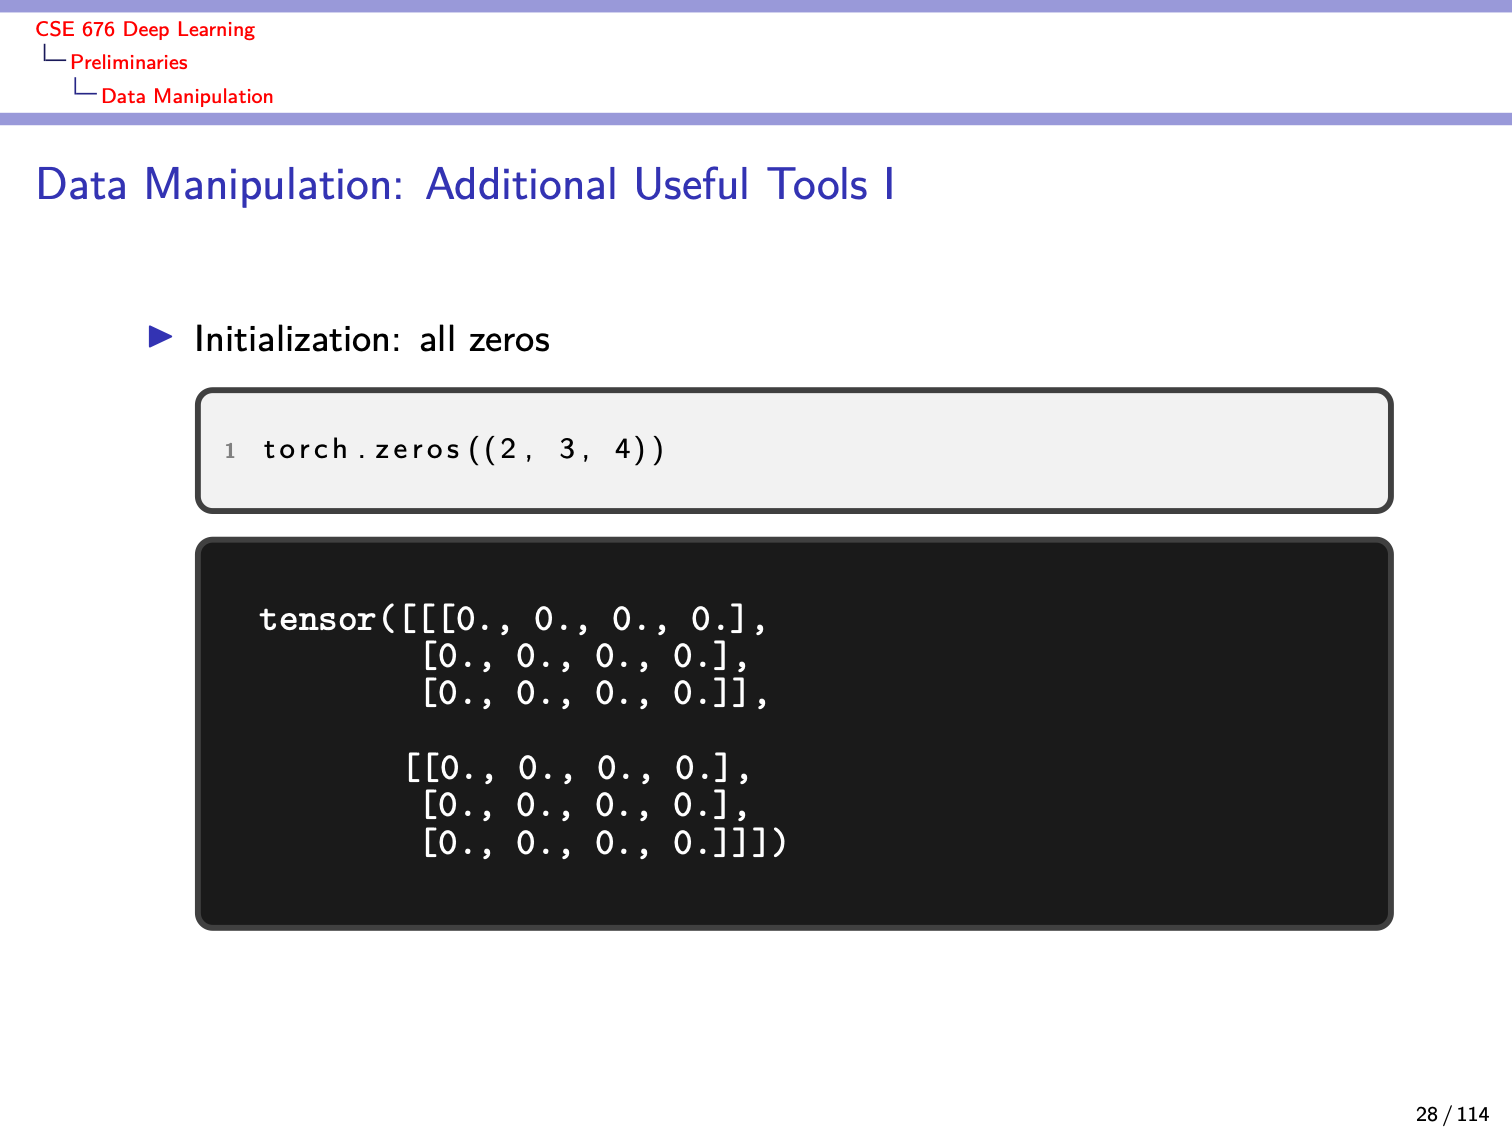 CSE 676 Deep Learning
Preliminaries
Data Manipulation
Data Manipulation: Additional Useful Tools I
Initialization: all zeros
1 torch.zeros((2, 3, 4))
tensor([[[0., 0., 0., 0.],
[0., 0., 0., 0.],
[0., 0., 0., 0.]],
[[0., 0., 0., 0.],
[0., 0., 0., 0.],
[0., 0., 0., 0.]]])
28 / 114